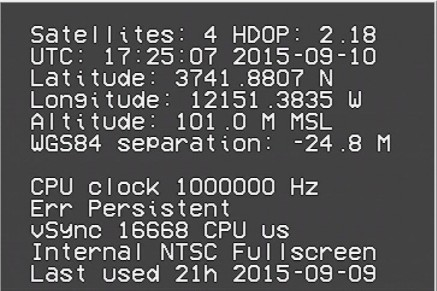 Satellites: 4 HDOP: 2.18
UTC: 17:25:07 2015-09-10
Latitude: 3741.8807 N
Longitude: 12151.3835 W
Altitude: 101.0 M MSL
WGS84 separation: -24.8 M
CPU clock 1000000 Hz
Err Persistent
vSync 16668 CPU us
Internal NTSC Fullscreen
Last used 21h 2015-09-09